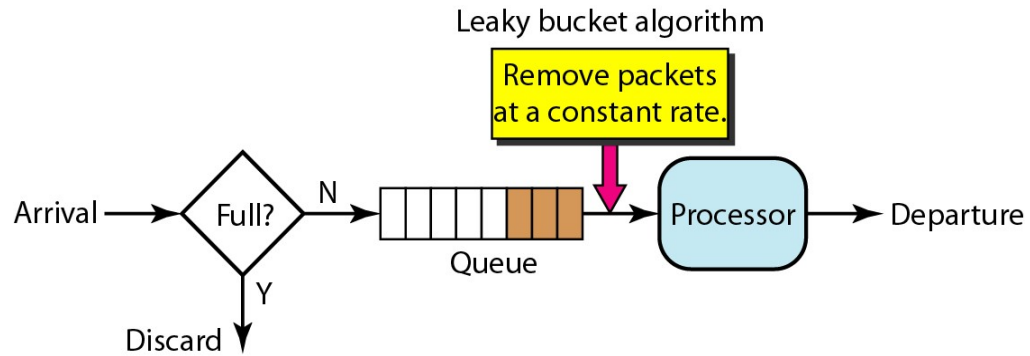 Leaky bucket algorithm
Remove packets
at a constant rate.
Arrival
Full?
N
Y
Discard
Queue
Processor
Departure